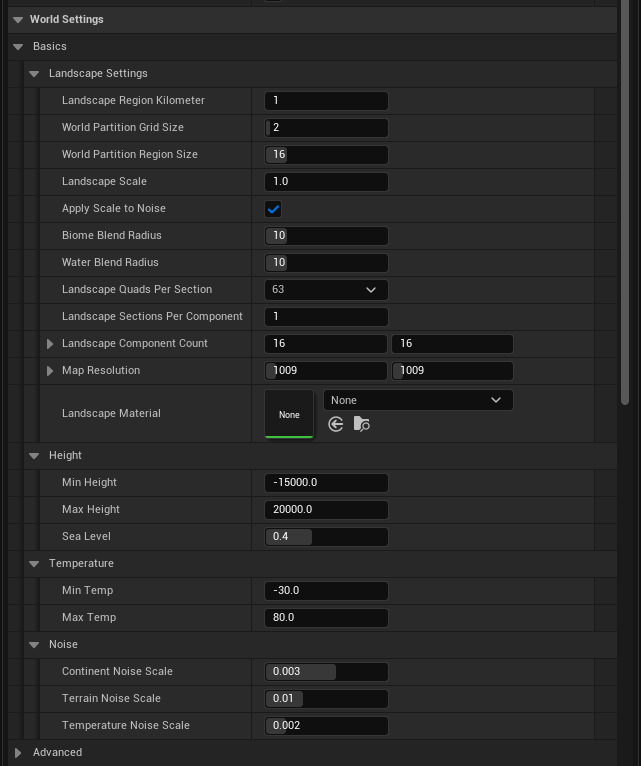 World Settings
Basics
Landscape Settings
Landscape Region Kilometer 1
World Partition Grid Size 2
World Partition Region Size 16
Landscape Scale 1.0
Apply Scale to Noise
Biome Blend Radius 10
Water Blend Radius 10
Landscape Quads Per Section 63
Landscape Sections Per Component 1
Landscape Component Count 16 16
Map Resolution 1009 1009
Landscape Material None None
Height
Min Height -15000.0
Max Height 20000.0
Sea Level 0.4
Temperature
Min Temp -30.0
Max Temp 80.0
Noise
Continent Noise Scale 0.003
Terrain Noise Scale 0.01
Temperature Noise Scale 0.002
Advanced